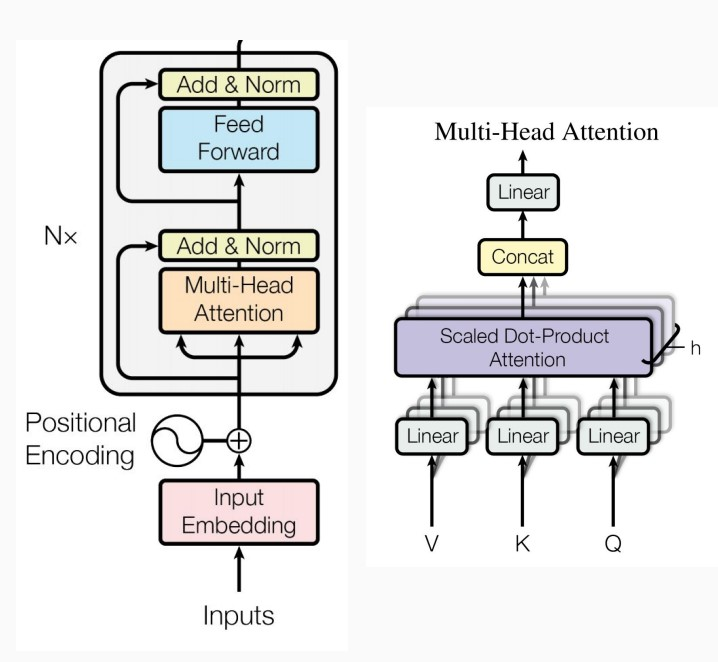 Add & Norm
Feed
Forward
N×
Add & Norm
Multi-Head
Attention
Positional
Encoding
Input
Embedding
Inputs
Multi-Head Attention
Linear
Concat
Scaled Dot-Product
Attention
h
Linear
Linear
Linear
V
K
Q